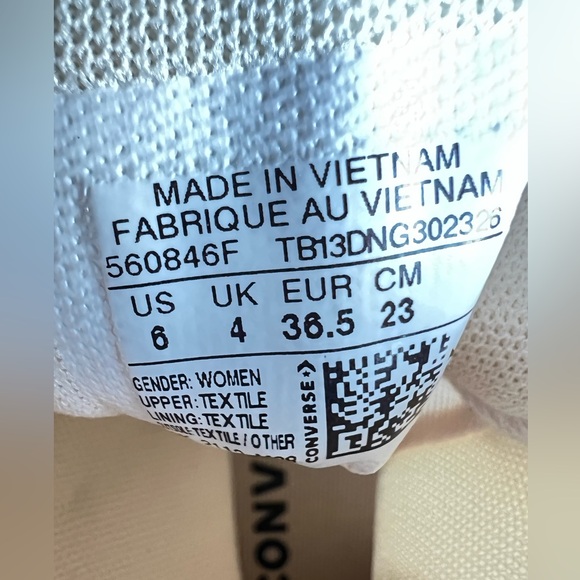 MADE IN VIETNAM
FABRIQUE AU VIETNAM
560846F TB13DNG302326
US UK EUR CM
6 4 36.5 23
GENDER: WOMEN
UPPER: TEXTILE
LINING: TEXTILE
TEXTILE/OTHER
CONVERSE
CONV